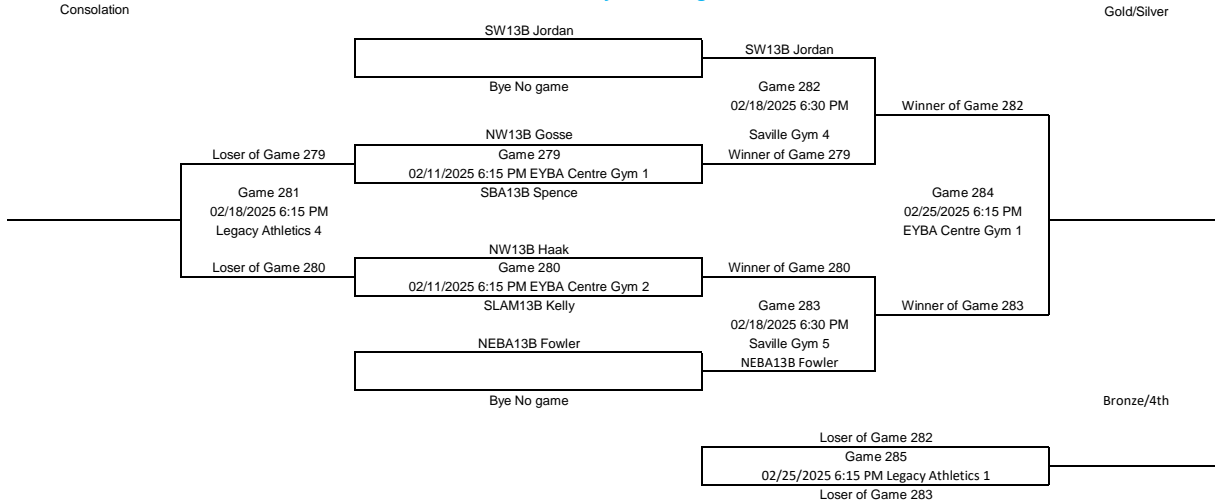 Consolation
Gold/Silver
SW13B Jordan
SW13B Jordan
Bye No game
Game 282
02/18/2025 6:30 PM
Winner of Game 282
NW13B Gosse
Saville Gym 4
Loser of Game 279
Game 279
Winner of Game 279
02/11/2025 6:15 PM EYBA Centre Gym 1
SBA13B Spence
Game 281
02/18/2025 6:15 PM
Legacy Athletics 4
Game 284
02/25/2025 6:15 PM
EYBA Centre Gym 1
NW13B Haak
Loser of Game 280
Game 280
Winner of Game 280
02/11/2025 6:15 PM EYBA Centre Gym 2
SLAM13B Kelly
Game 283
02/18/2025 6:30 PM
Winner of Game 283
Saville Gym 5
NEBA13B Fowler
NEBA13B Fowler
Bye No game
Bronze/4th
Loser of Game 282
Game 285
02/25/2025 6:15 PM Legacy Athletics 1
Loser of Game 283